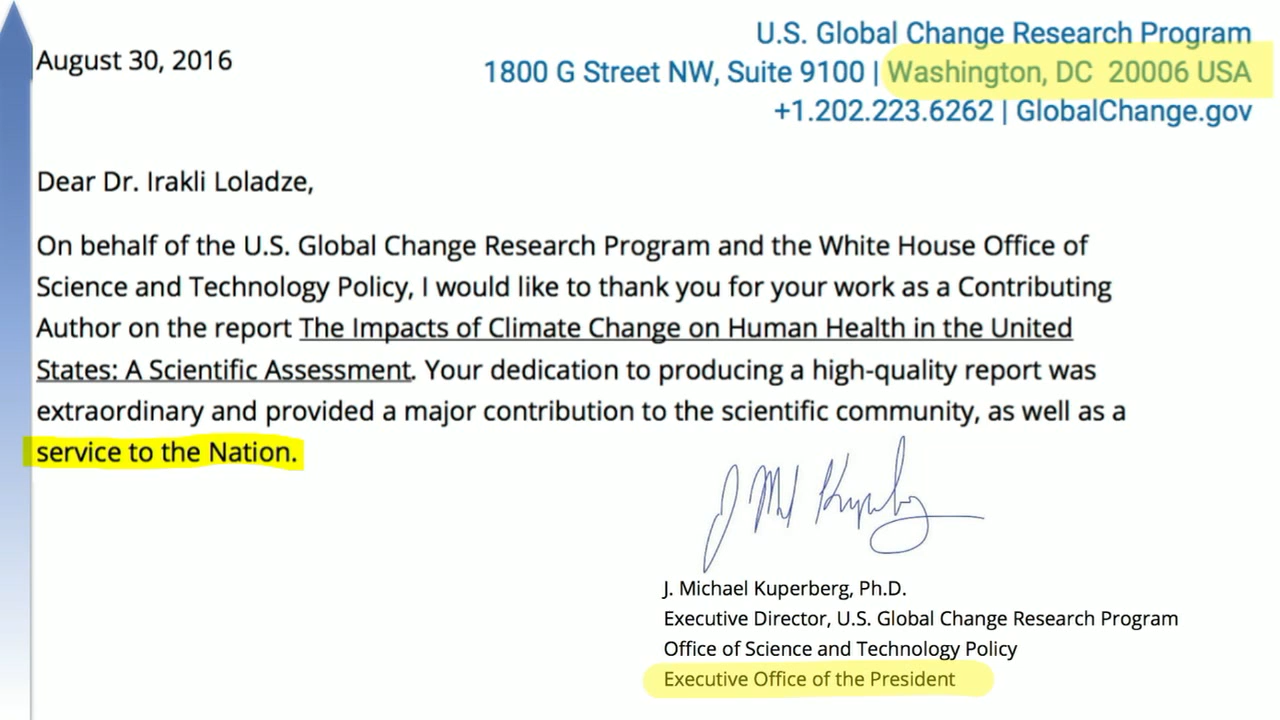 August 30, 2016
U.S. Global Change Research Program
1800 G Street NW, Suite 9100 | Washington, DC 20006 USA
+1.202.223.6262 | GlobalChange.gov
Dear Dr. Irakli Loladze,
On behalf of the U.S. Global Change Research Program and the White House Office of
Science and Technology Policy, I would like to thank you for your work as a Contributing
Author on the report The Impacts of Climate Change on Human Health in the United
States: A Scientific Assessment. Your dedication to producing a high-quality report was
extraordinary and provided a major contribution to the scientific community, as well as a
service to the Nation.
J. Michael Kuperberg, Ph.D.
Executive Director, U.S. Global Change Research Program
Office of Science and Technology Policy
Executive Office of the President